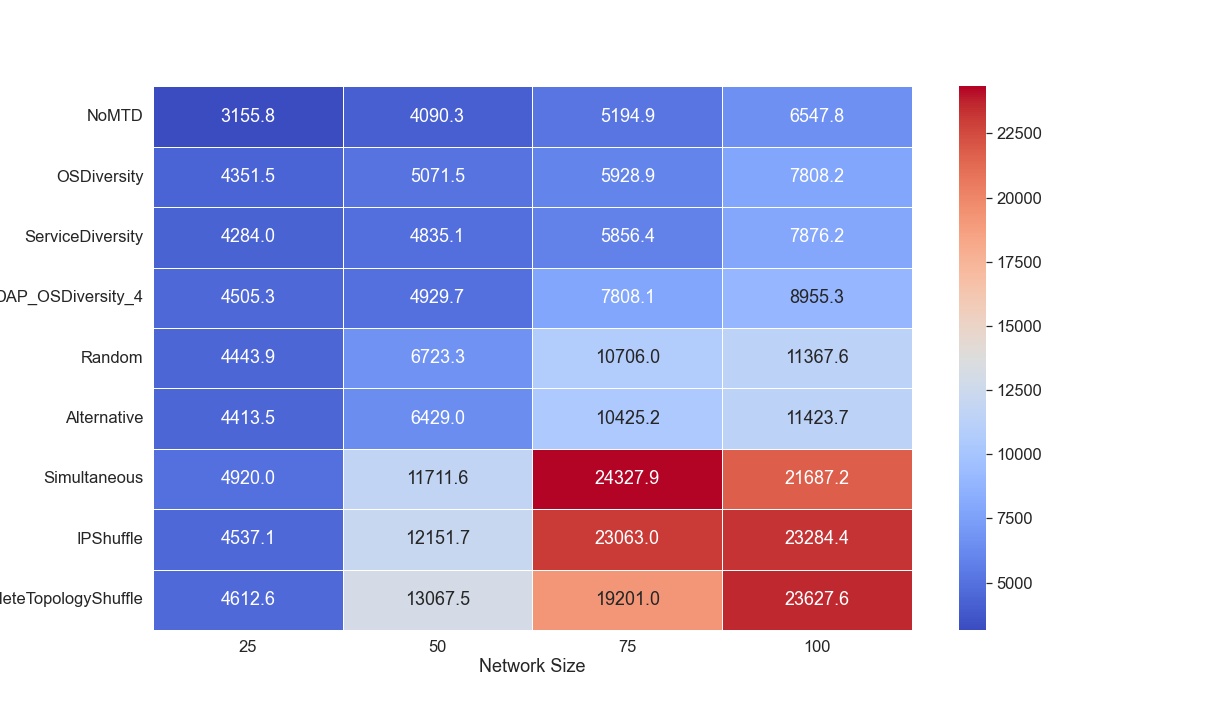 NoMTD 3155.8 4090.3 5194.9 6547.8
OSDiversity 4351.5 5071.5 5928.9 7808.2
ServiceDiversity 4284.0 4835.1 5856.4 7876.2
DAP_OSDiversity_4 4505.3 4929.7 7808.1 8955.3
Random 4443.9 6723.3 10706.0 11367.6
Alternative 4413.5 6429.0 10425.2 11423.7
Simultaneous 4920.0 11711.6 24327.9 21687.2
IPShuffle 4537.1 12151.7 23063.0 23284.4
leteTopologyShuffle 4612.6 13067.5 19201.0 23627.6
25 50 75 100
Network Size
22500
20000
17500
15000
12500
10000
7500
5000